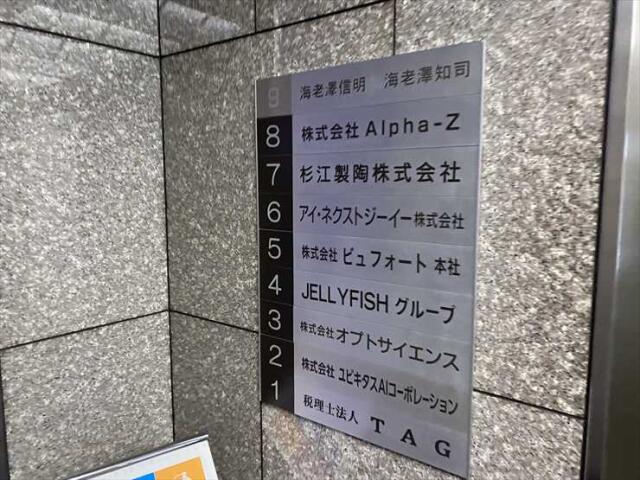 9 海老澤信明 海老澤知司
8 株式会社 Alpha-Z
7 杉江製陶株式会社
6 アイ・ネクストジーイー株式会社
5 株式会社 ビュフォート 本社
4 JELLYFISH グループ
3 株式会社 オプトサイエンス
2 株式会社 ユビキタスAIコーポレーション
1 税理士法人 TAG